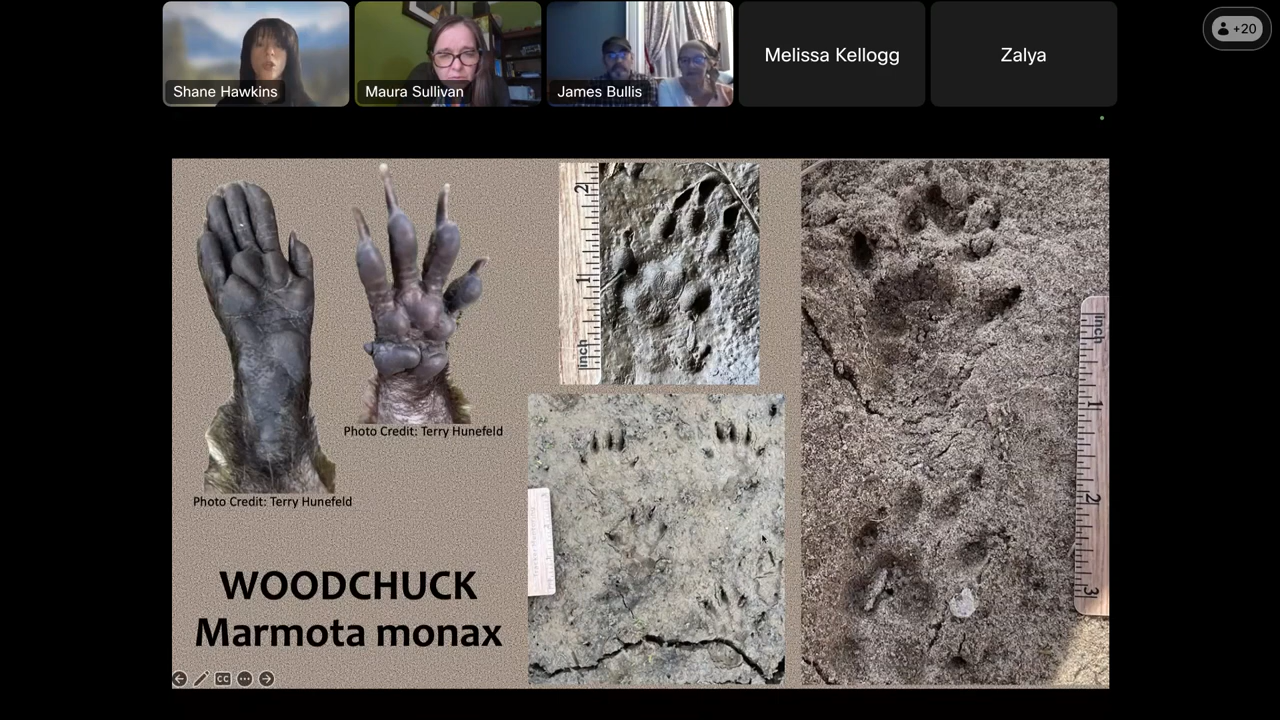 +20
Shane Hawkins
Maura Sullivan
James Bullis
Melissa Kellogg
Zalya
2
1
inch
Photo Credit: Terry Hunefeld
Photo Credit: Terry Hunefeld
WOODCHUCK
Marmota monax
inch
1
2
3
CC